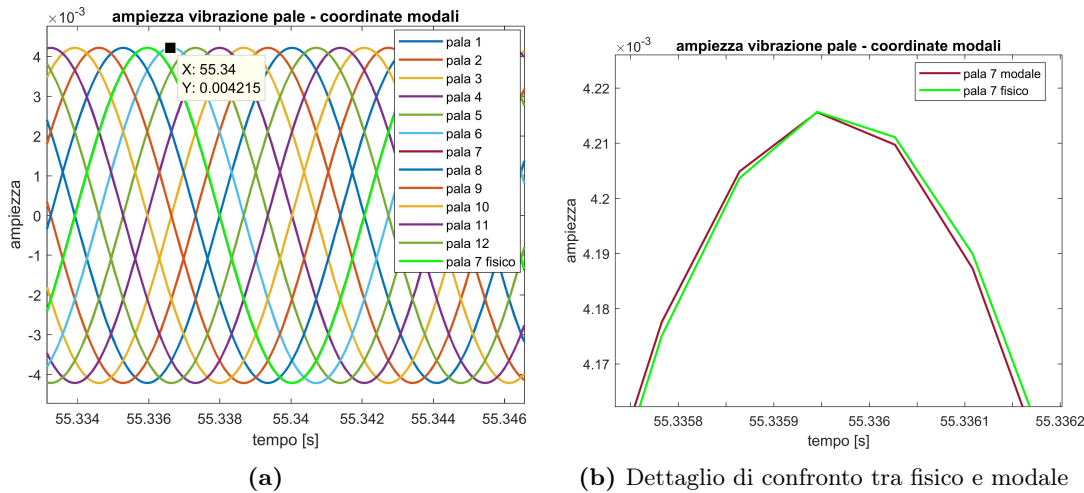 ampiezza vibrazione pale - coordinate modali
×10⁻³
4
3
2
1
0
-1
-2
-3
-4
ampiezza
55.334
55.336
55.338
55.34
55.342
55.344
55.346
tempo [s]
X: 55.34
Y: 0.004215
pala 1
pala 2
pala 3
pala 4
pala 5
pala 6
pala 7
pala 8
pala 9
pala 10
pala 11
pala 12
pala 7 fisico
(a)
ampiezza vibrazione pale - coordinate modali
×10⁻³
4.22
4.21
4.2
4.19
4.18
4.17
ampiezza
55.3358
55.3359
55.336
55.3361
55.3362
tempo [s]
pala 7 modale
pala 7 fisico
(b) Dettaglio di confronto tra fisico e modale